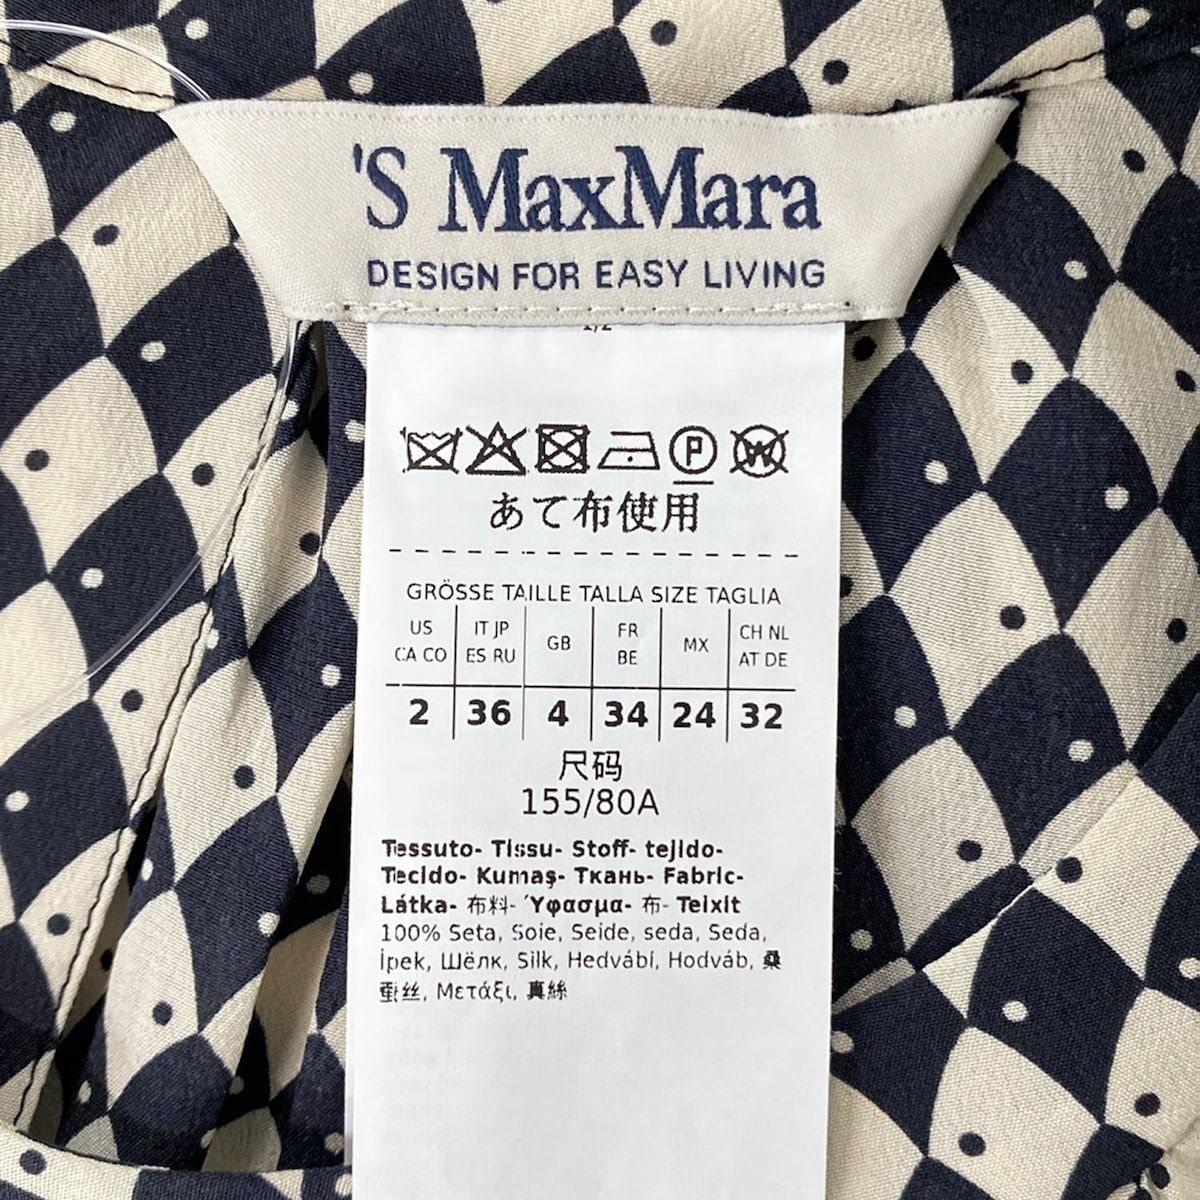 'S MaxMara
DESIGN FOR EASY LIVING
1/2
P W
あて布使用
GRÖSSE TAILLE TALLA SIZE TAGLIA
US CA CO IT JP ES RU GB FR BE MX CH NL AT DE
2 36 4 34 24 32
尺码
155/80A
Tessuto- Tissu- Stoff- tejido-
Tecido- Kumaş- Ткань- Fabric-
Látka- 布料- Ύφασμα- 布- Teixit
100% Seta, Soie, Seide, seda, Seda,
İpek, Шёлк, Silk, Hedvábí, Hodváb, 桑
蚕丝, Μετάξι, 真絲